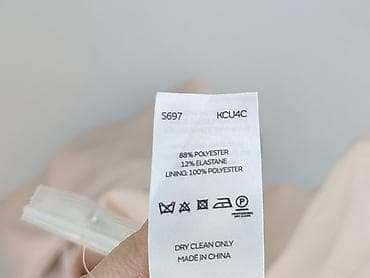 S697 KCU4C
88% POLYESTER
12% ELASTANE
LINING: 100% POLYESTER
DRY CLEAN ONLY
MADE IN CHINA